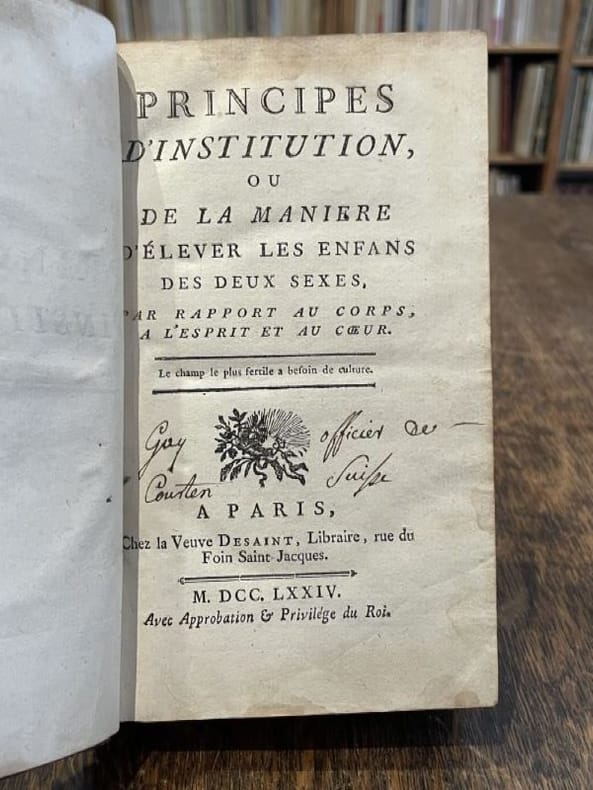 PRINCIPES
D'INSTITUTION,
OU
DE LA MANIERE
D'ÉLEVER LES ENFANS
DES DEUX SEXES,
PAR RAPPORT AU CORPS,
A L'ESPRIT ET AU CŒUR.
Le champ le plus fertile a beſoin de culture.
Guy officier de
Courten Suiſſe
A PARIS,
Chez la Veuve DESAINT, Libraire, rue du
Foin Saint-Jacques.
M. DCC. LXXIV.
Avec Approbation & Privilége du Roi.